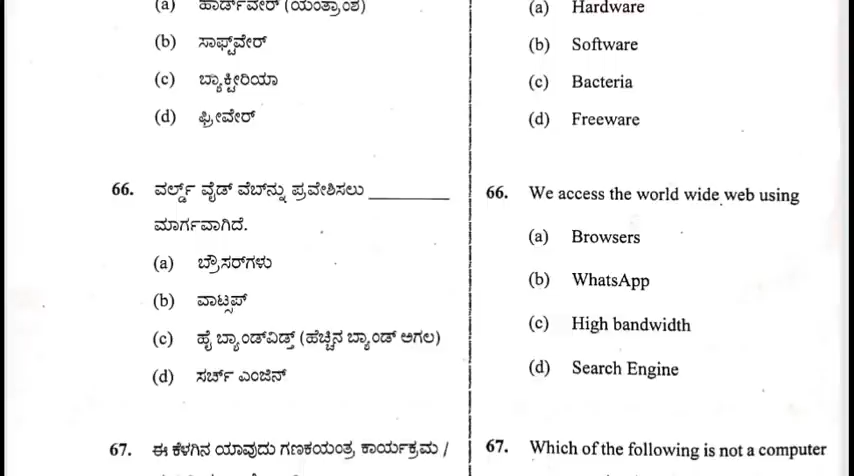 (a) ಹಾರ್ಡ್‌ವೇರ್ (ಯಂತ್ರಾಂಶ)
(b) ಸಾಫ್ಟ್‌ವೇರ್
(c) ಬ್ಯಾಕ್ಟೀರಿಯಾ
(d) ಫ್ರೀವೇರ್
66. ವರ್ಲ್ಡ್ ವೈಡ್ ವೆಬ್‌ನ್ನು ಪ್ರವೇಶಿಸಲು ________
ಮಾರ್ಗವಾಗಿದೆ.
(a) ಬ್ರೌಸರ್‌ಗಳು
(b) ವಾಟ್ಸಪ್
(c) ಹೈ ಬ್ಯಾಂಡ್‌ವಿಡ್ತ್ (ಹೆಚ್ಚಿನ ಬ್ಯಾಂಡ್ ಅಗಲ)
(d) ಸರ್ಚ್ ಎಂಜಿನ್
67. ಈ ಕೆಳಗಿನ ಯಾವುದು ಗಣಕಯಂತ್ರ ಕಾರ್ಯಕ್ರಮ /
(a) Hardware
(b) Software
(c) Bacteria
(d) Freeware
66. We access the world wide web using
(a) Browsers
(b) WhatsApp
(c) High bandwidth
(d) Search Engine
67. Which of the following is not a computer